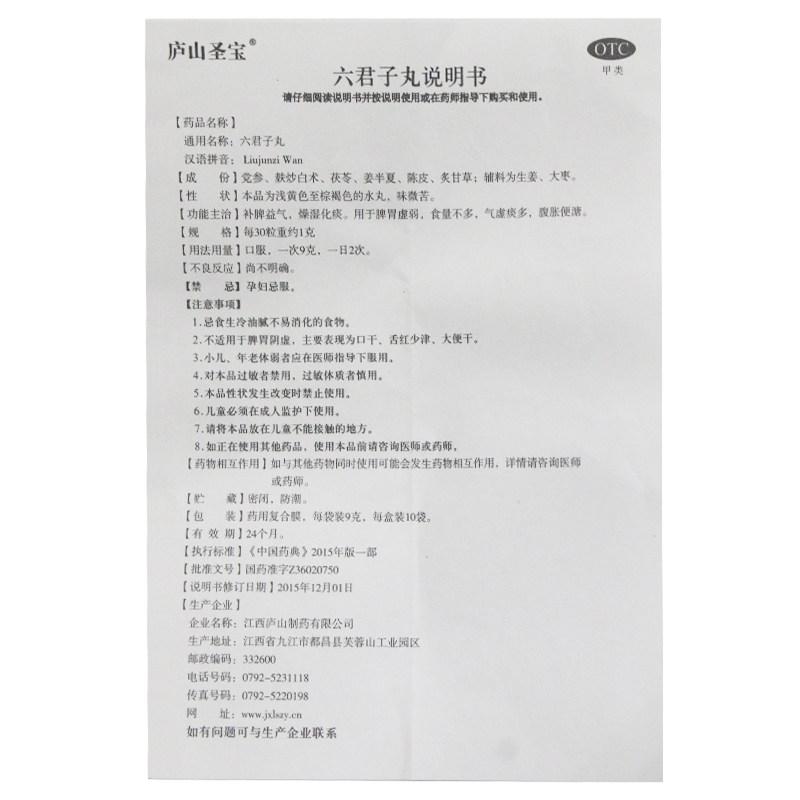 庐山圣宝®
OTC
甲类
六君子丸说明书
请仔细阅读说明书并按说明使用或在药师指导下购买和使用。
【药品名称】
通用名称：六君子丸
汉语拼音：Liujunzi Wan
【成 份】党参、麸炒白术、茯苓、姜半夏、陈皮、炙甘草；辅料为生姜、大枣。
【性 状】本品为浅黄色至棕褐色的水丸，味微苦。
【功能主治】补脾益气，燥湿化痰。用于脾胃虚弱，食量不多，气虚痰多，腹胀便溏。
【规 格】每30粒重约1克
【用法用量】口服，一次9克，一日2次。
【不良反应】尚不明确。
【禁 忌】孕妇忌服。
【注意事项】
1.忌食生冷油腻不易消化的食物。
2.不适用于脾胃阴虚，主要表现为口干、舌红少津、大便干。
3.小儿、年老体弱者应在医师指导下服用。
4.对本品过敏者禁用，过敏体质者慎用。
5.本品性状发生改变时禁止使用。
6.儿童必须在成人监护下使用。
7.请将本品放在儿童不能接触的地方。
8.如正在使用其他药品，使用本品前请咨询医师或药师。
【药物相互作用】如与其他药物同时使用可能会发生药物相互作用，详情请咨询医师
或药师。
【贮 藏】密闭，防潮。
【包 装】药用复合膜，每袋装9克，每盒装10袋。
【有 效 期】24个月。
【执行标准】《中国药典》2015年版一部
【批准文号】国药准字Z36020750
【说明书修订日期】2015年12月01日
【生产企业】
企业名称：江西庐山制药有限公司
生产地址：江西省九江市都昌县芙蓉山工业园区
邮政编码：332600
电话号码：0792-5231118
传真号码：0792-5220198
网 址：www.jxlszy.cn
如有问题可与生产企业联系